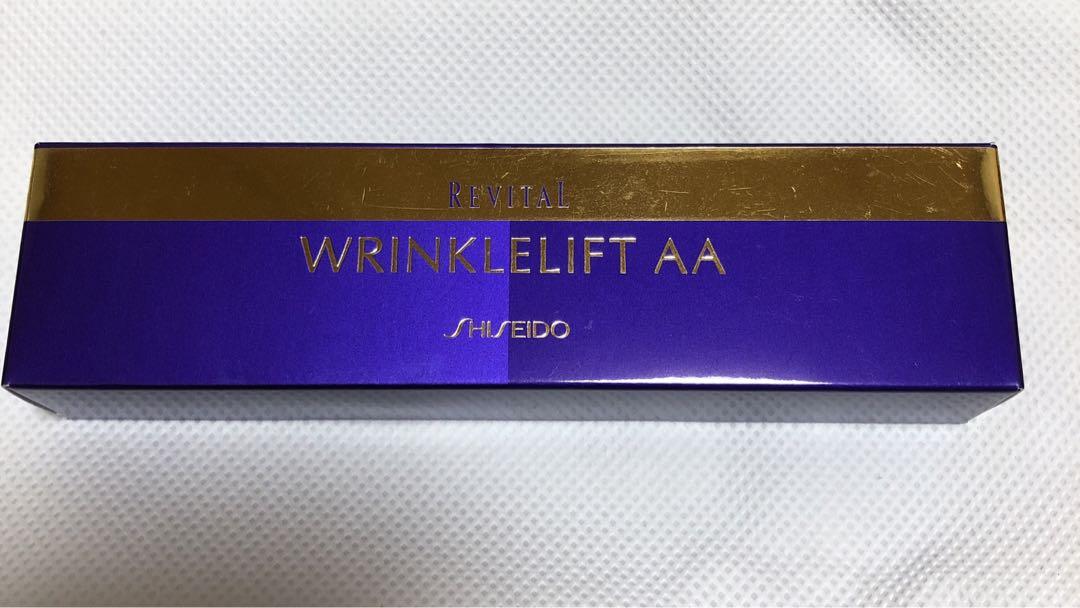 REVITAL
WRINKLELIFT AA
SHISEIDO